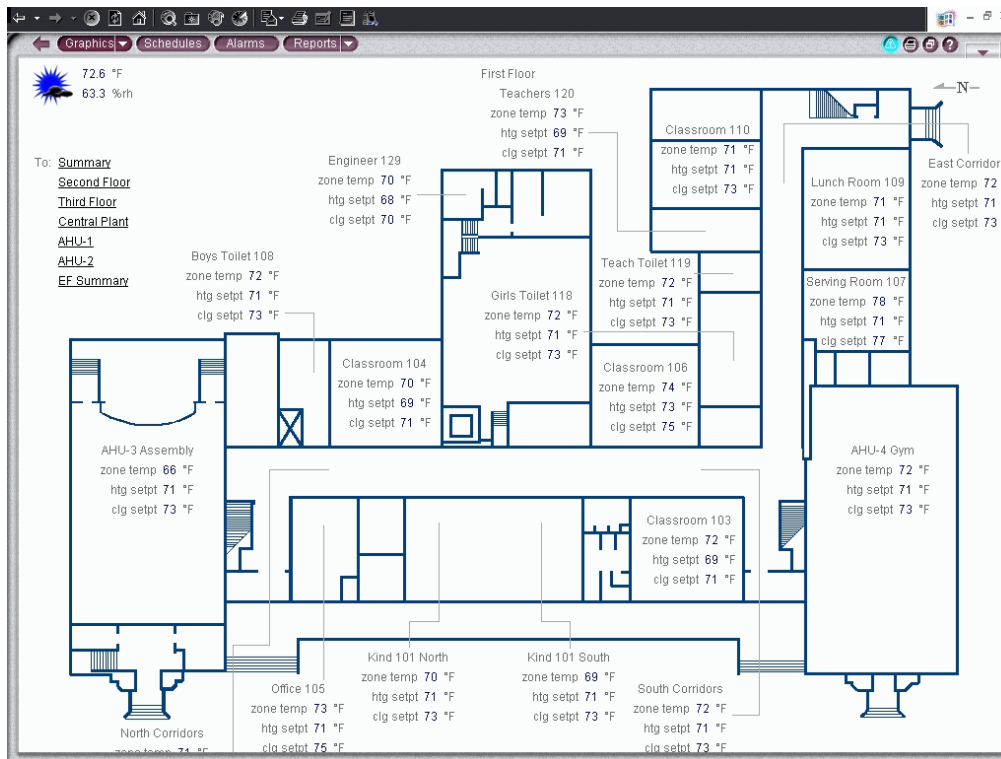 Graphics
Schedules
Alarms
Reports
72.6 °F
63.3 %rh
To: Summary
Second Floor
Third Floor
Central Plant
AHU-1
AHU-2
EF Summary
First Floor
Teachers 120
zone temp 73 °F
htg setpt 69 °F
clg setpt 71 °F
N
Engineer 129
zone temp 70 °F
htg setpt 68 °F
clg setpt 70 °F
Classroom 110
zone temp 71 °F
htg setpt 71 °F
clg setpt 73 °F
East Corridor
zone temp 72
htg setpt 71
clg setpt 73
Lunch Room 109
zone temp 71 °F
htg setpt 71 °F
clg setpt 73 °F
Boys Toilet 108
zone temp 72 °F
htg setpt 71 °F
clg setpt 73 °F
Teach Toilet 119
zone temp 72 °F
htg setpt 71 °F
clg setpt 73 °F
Girls Toilet 118
zone temp 72 °F
htg setpt 71 °F
clg setpt 73 °F
Serving Room 107
zone temp 78 °F
htg setpt 71 °F
clg setpt 77 °F
Classroom 104
zone temp 70 °F
htg setpt 69 °F
clg setpt 71 °F
Classroom 106
zone temp 74 °F
htg setpt 73 °F
clg setpt 75 °F
AHU-3 Assembly
zone temp 66 °F
htg setpt 71 °F
clg setpt 73 °F
AHU-4 Gym
zone temp 72 °F
htg setpt 71 °F
clg setpt 73 °F
Classroom 103
zone temp 72 °F
htg setpt 69 °F
clg setpt 71 °F
Kind 101 North
zone temp 70 °F
htg setpt 71 °F
clg setpt 73 °F
Kind 101 South
zone temp 69 °F
htg setpt 71 °F
clg setpt 73 °F
Office 105
zone temp 73 °F
htg setpt 71 °F
clg setpt 75 °F
South Corridors
zone temp 72 °F
htg setpt 71 °F
clg setpt 73 °F
North Corridors
zone temp 71 °F